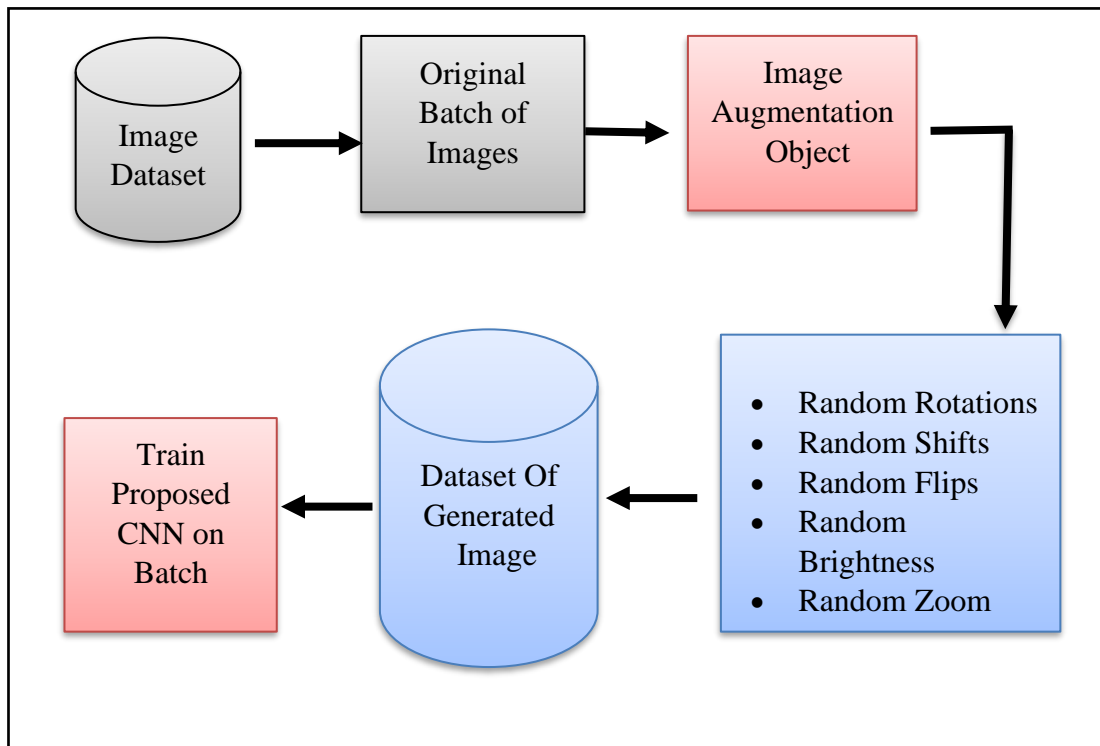 Image
Dataset
Original
Batch of
Images
Image
Augmentation
Object
• Random Rotations
• Random Shifts
• Random Flips
• Random
Brightness
• Random Zoom
Dataset Of
Generated
Image
Train
Proposed
CNN on
Batch